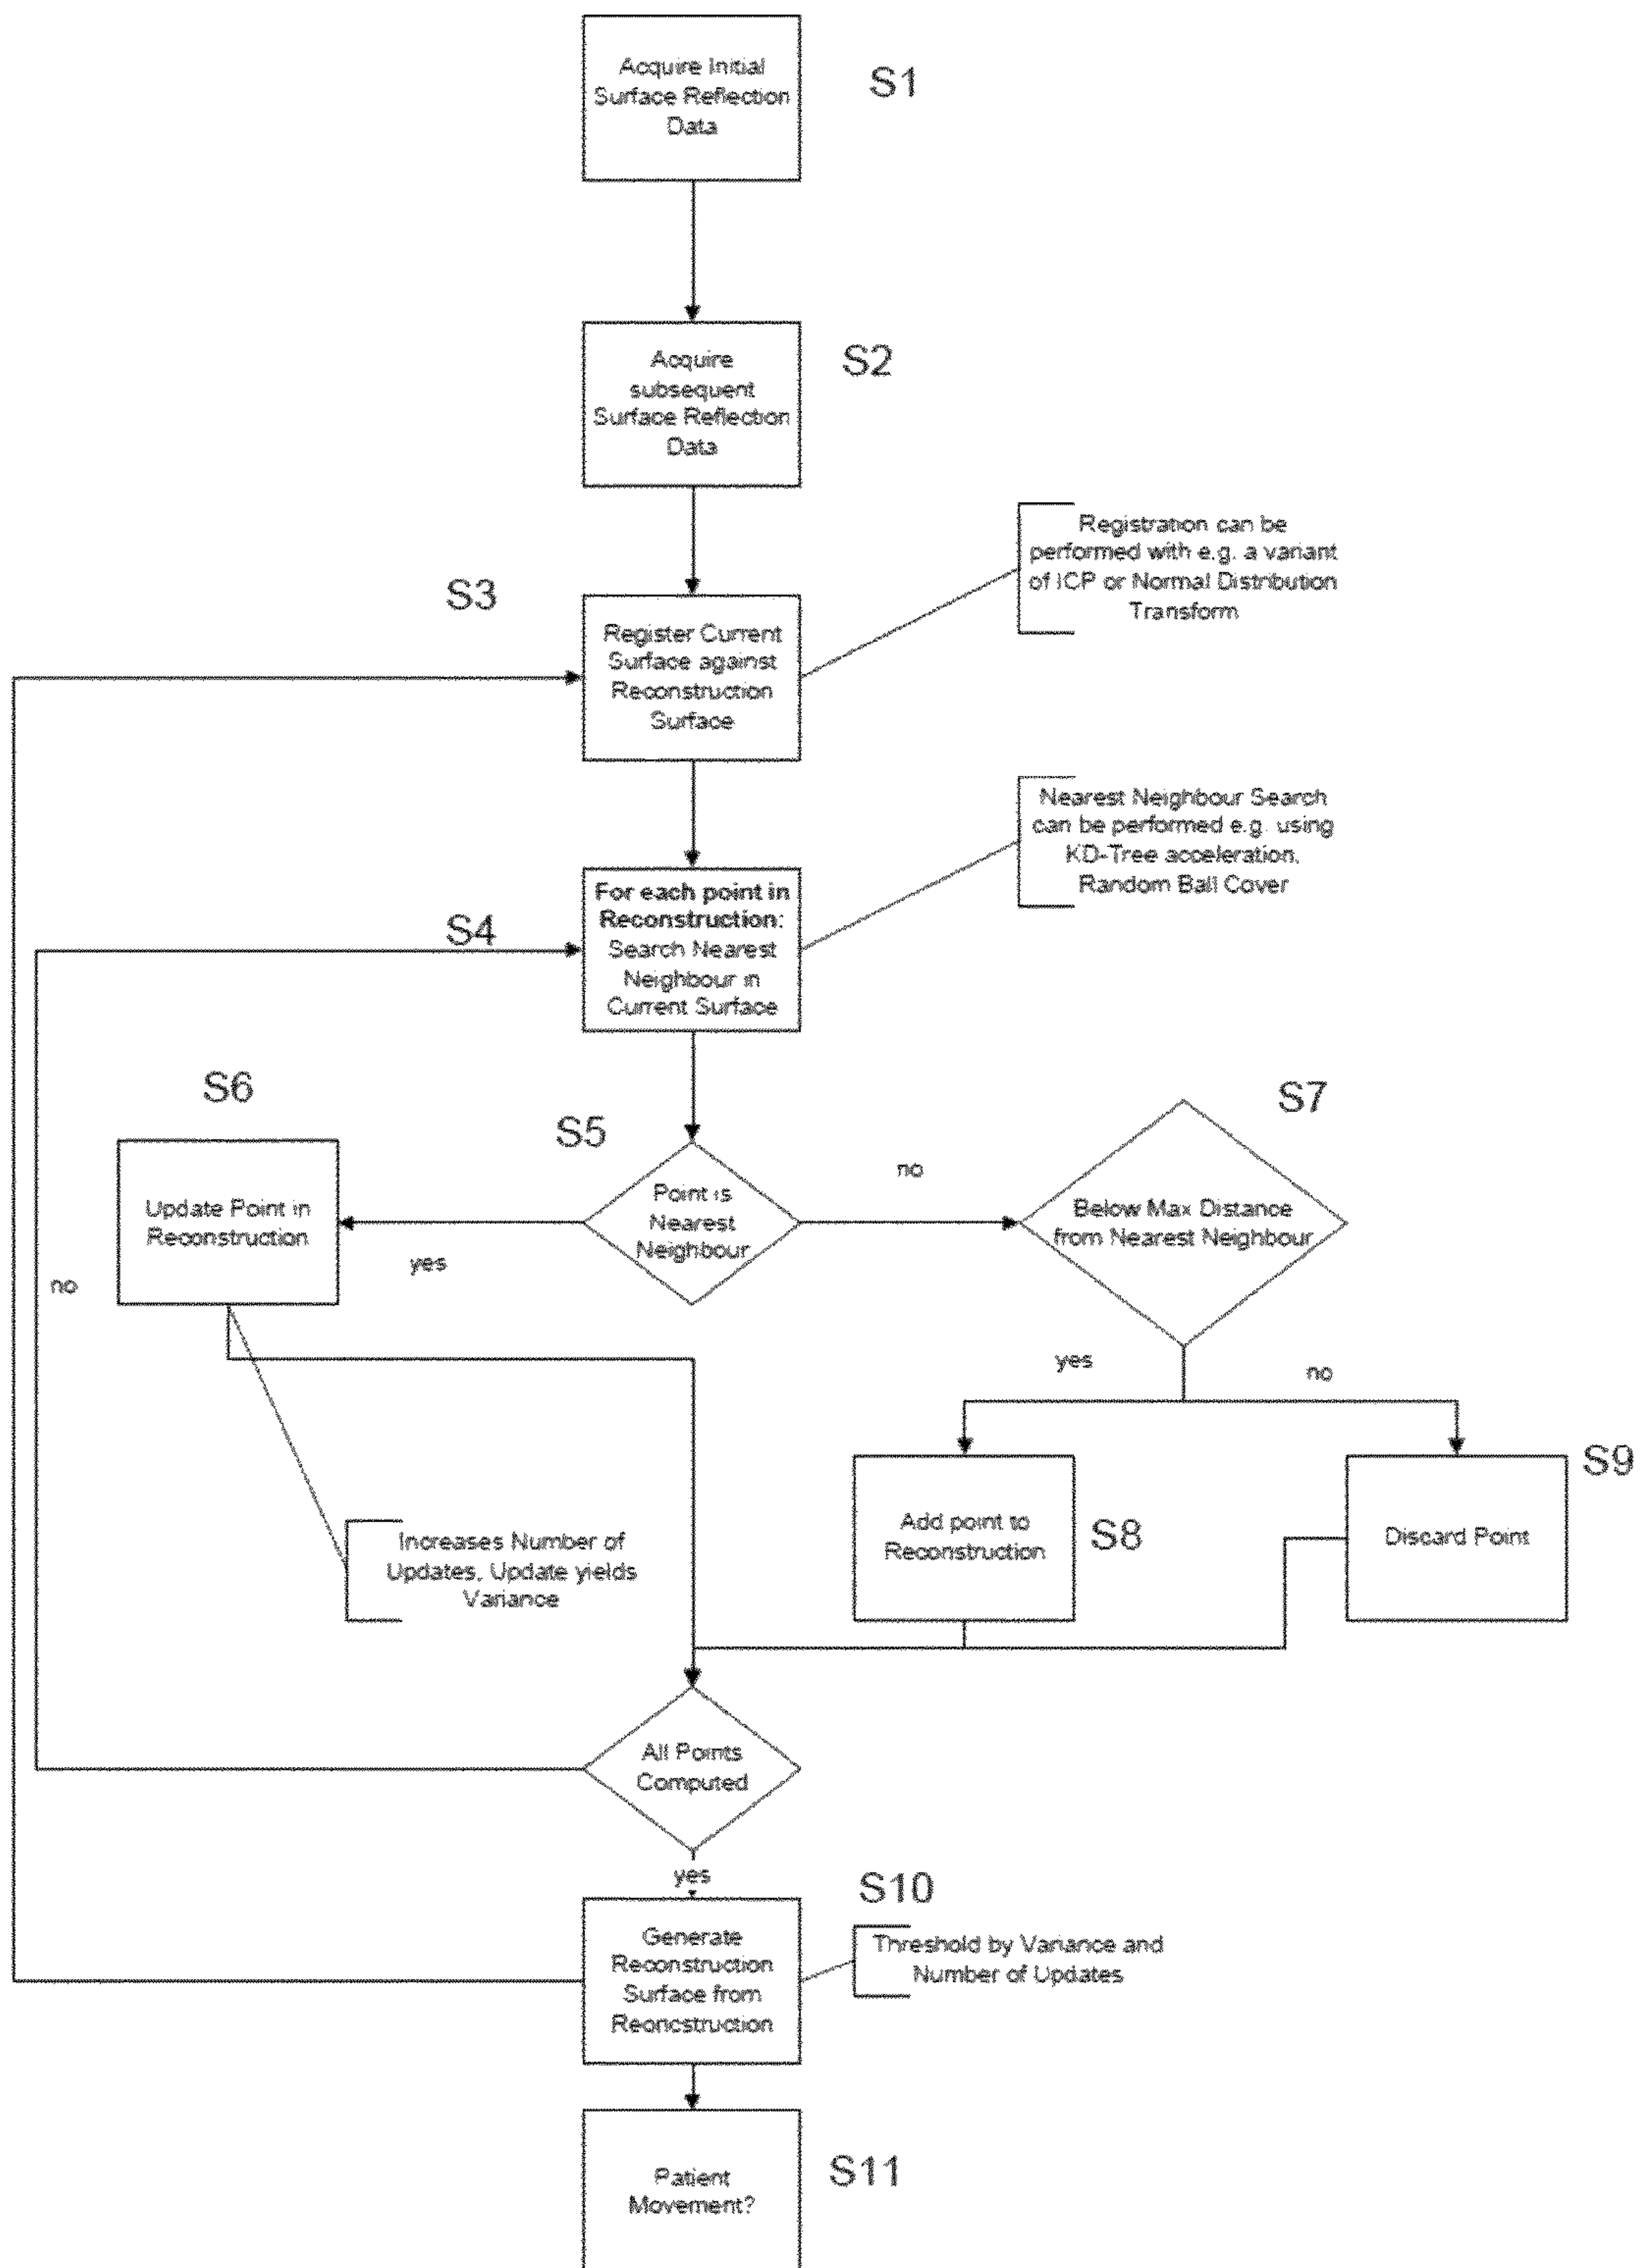 Acquire Initial
Surface Reflection
Data
S1
Acquire
subsequent
Surface Reflection
Data
S2
Registration can be
performed with e.g. a variant
of ICP or Normal Distribution
Transform
S3
Register Current
Surface against
Reconstruction
Surface
Nearest Neighbour Search
can be performed e.g. using
KD-Tree acceleration,
Random Ball Cover
S4
For each point in
Reconstruction:
Search Nearest
Neighbour in
Current Surface
S6
S5
S7
Update Point in
Reconstruction
yes
Point is
Nearest
Neighbour
no
Below Max Distance
from Nearest Neighbour
no
yes
no
Increases Number of
Updates, Update yields
Variance
Add point to
Reconstruction
S8
Discard Point
S9
All Points
Computed
yes
S10
Generate
Reconstruction
Surface from
Reoncstruction
Threshold by Variance and
Number of Updates
Patient
Movement?
S11